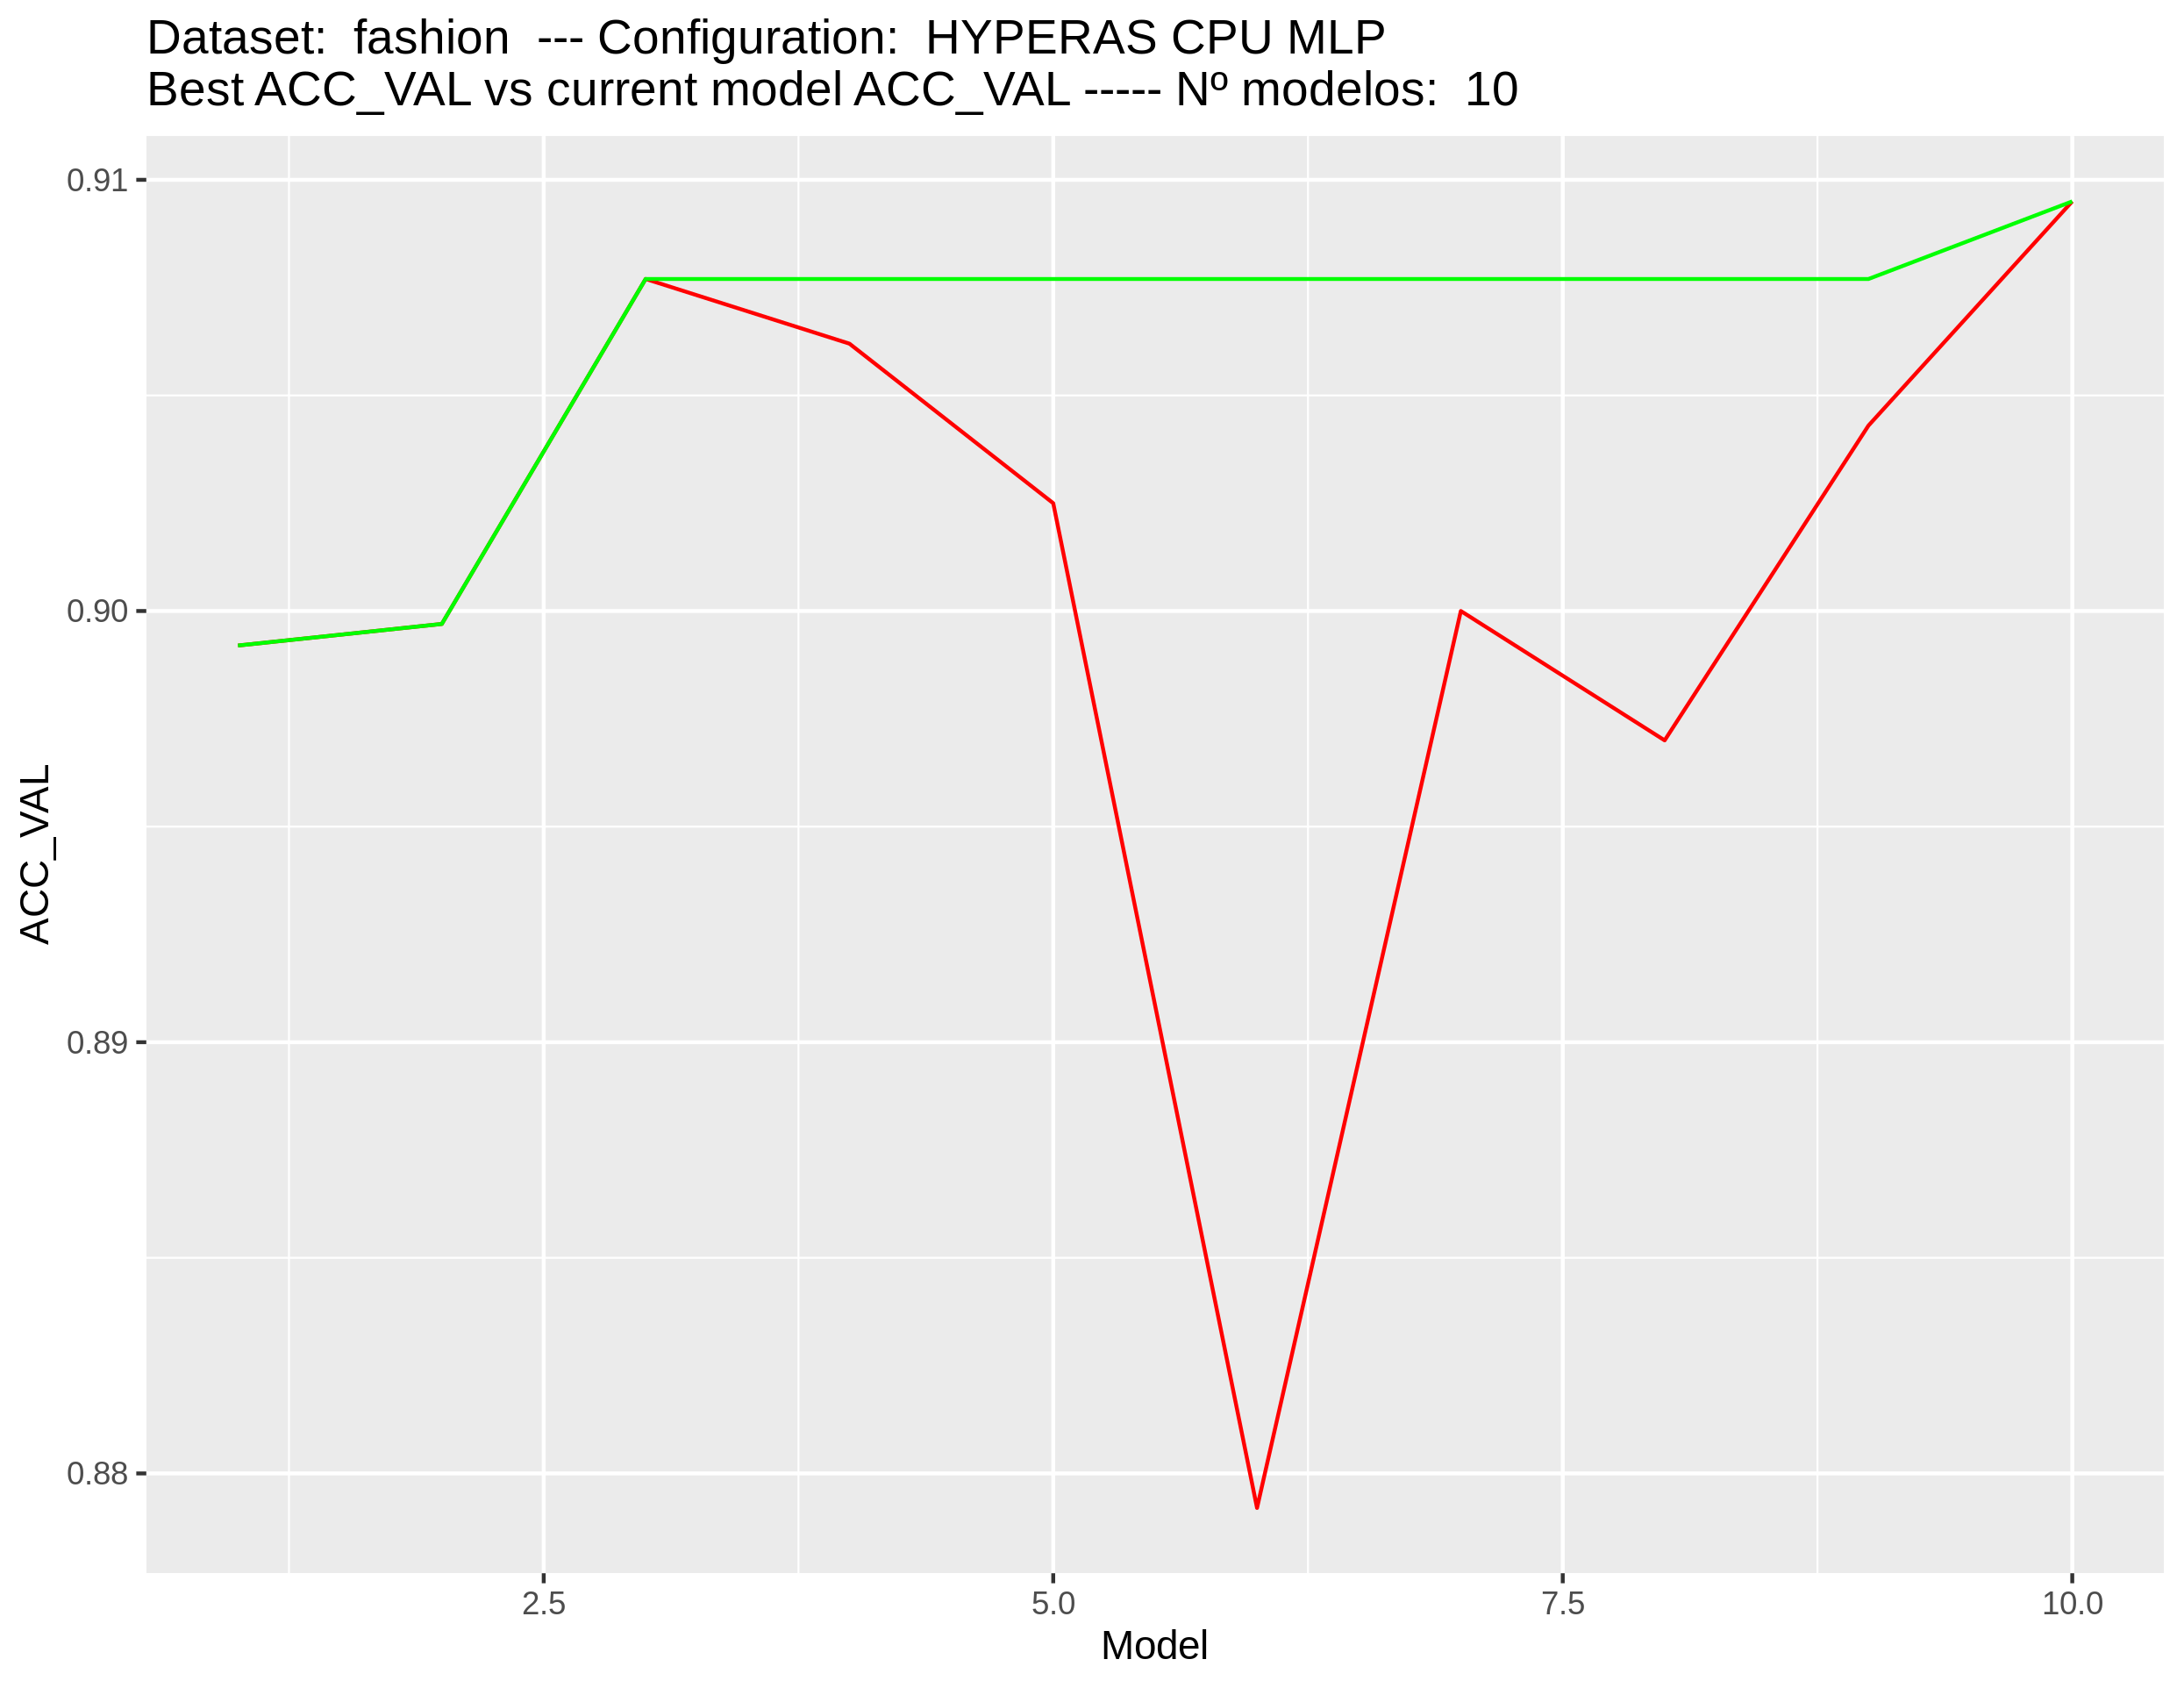 Dataset:  fashion  --- Configuration:  HYPERAS CPU MLP
Best ACC_VAL vs current model ACC_VAL ----- Nº modelos:  10
0.91
0.90
0.89
0.88
ACC_VAL
2.5 5.0 7.5 10.0
Model